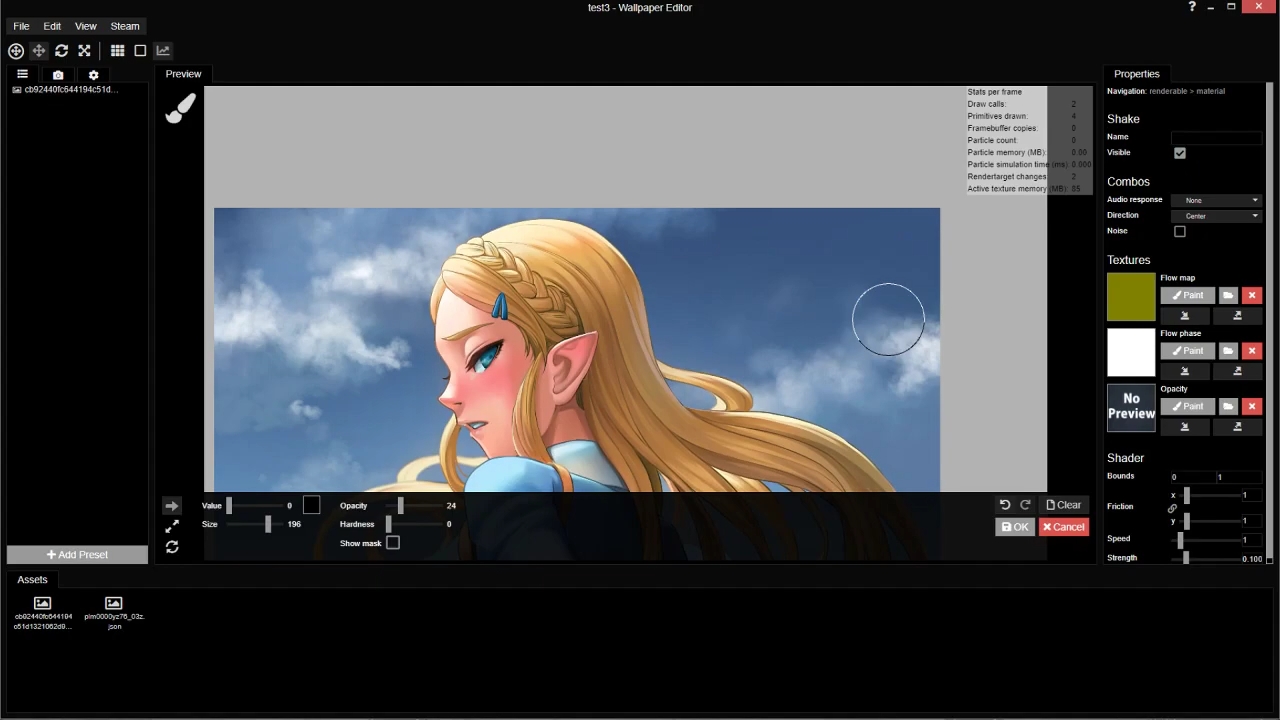 test3 - Wallpaper Editor
?
File Edit View Steam
cb92440fc644194c51d...
Preview
Stats per frame
Draw calls: 2
Primitives drawn: 4
Framebuffer copies: 0
Particle count: 0
Particle memory (MB): 0.00
Particle simulation time (ms): 0.000
Rendertarget changes: 2
Active texture memory (MB): 85
Properties
Navigation: renderable > material
Shake
Name
Visible
Combos
Audio response None
Direction Center
Noise
Textures
Flow map
Paint
Flow phase
Paint
No Preview
Opacity
Paint
Shader
Bounds 0 1
Friction x 1
y 1
Speed 1
Strength 0.100
Value 0 Opacity 24
Size 196 Hardness 0
Show mask
Clear
OK Cancel
Add Preset
Assets
cb92440fc644194
c51d1321062d9...
pim0000yz76_03z.
json